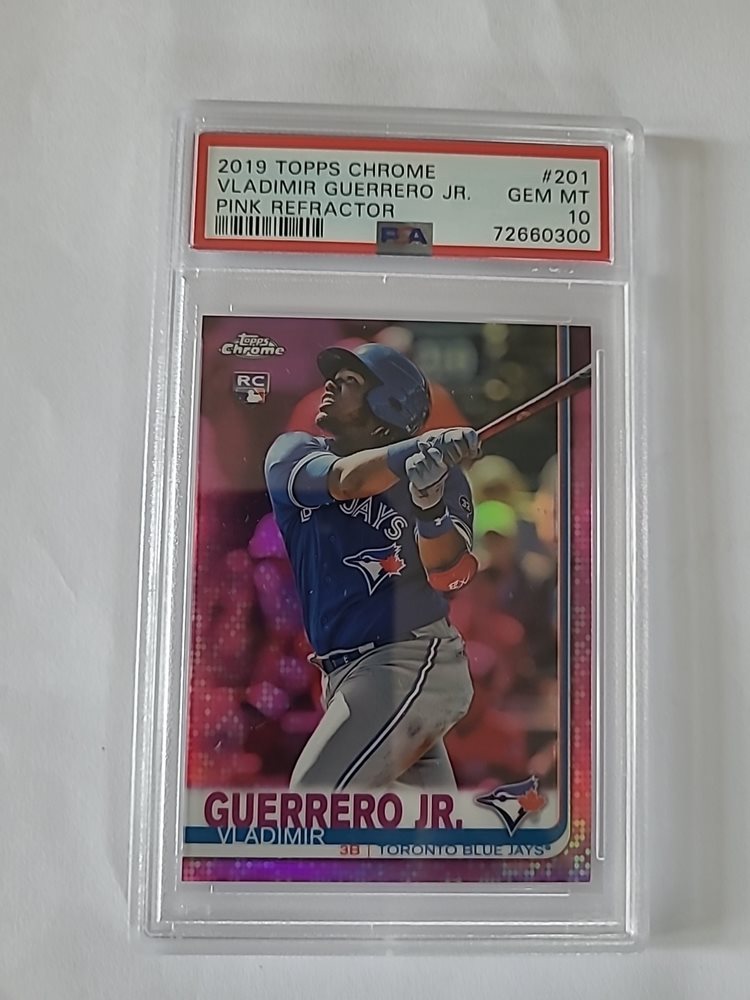 2019 TOPPS CHROME #201
VLADIMIR GUERRERO JR. GEM MT
PINK REFRACTOR 10
PSA 72660300
Topps
Chrome
RC
JAYS
GUERRERO JR.
VLADIMIR
3B | TORONTO BLUE JAYS®